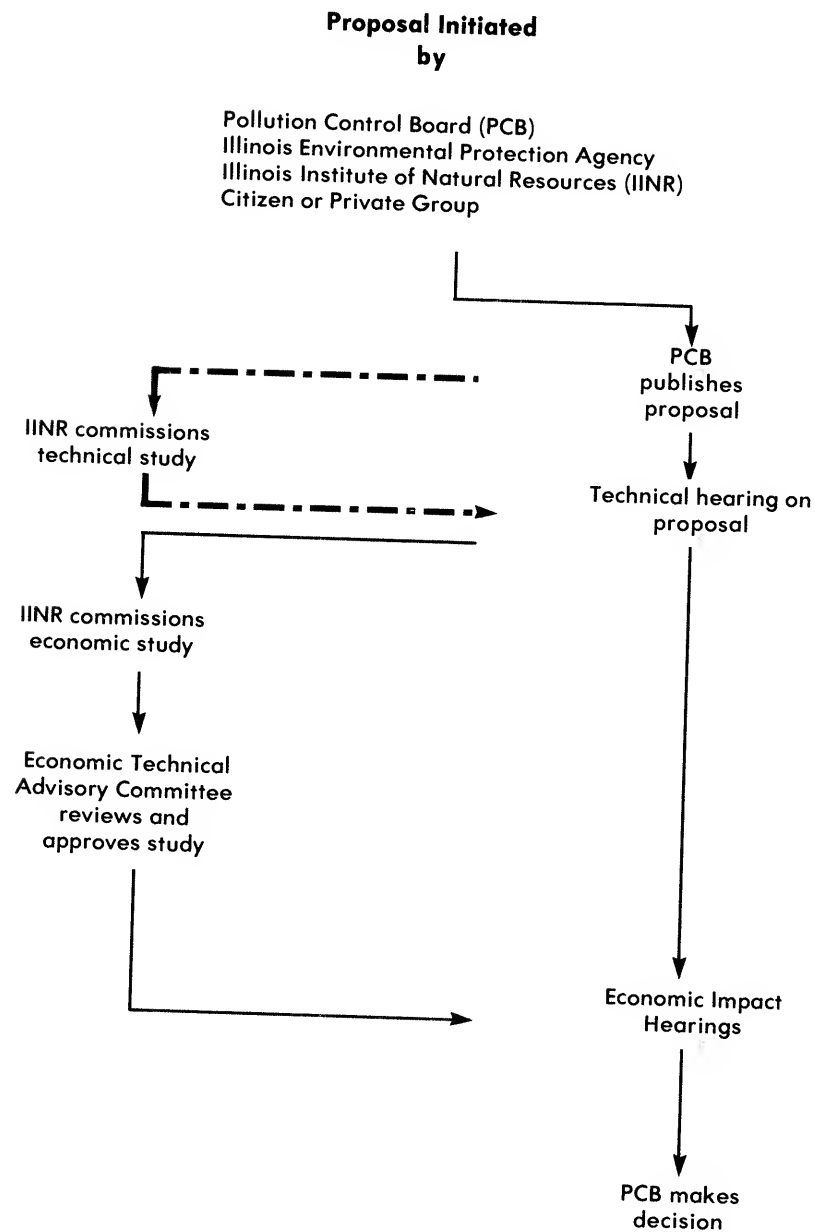 Proposal Initiated
by
Pollution Control Board (PCB)
Illinois Environmental Protection Agency
Illinois Institute of Natural Resources (IINR)
Citizen or Private Group
PCB
publishes
proposal
IINR commissions
technical study
Technical hearing on
proposal
IINR commissions
economic study
Economic Technical
Advisory Committee
reviews and
approves study
Economic Impact
Hearings
PCB makes
decision